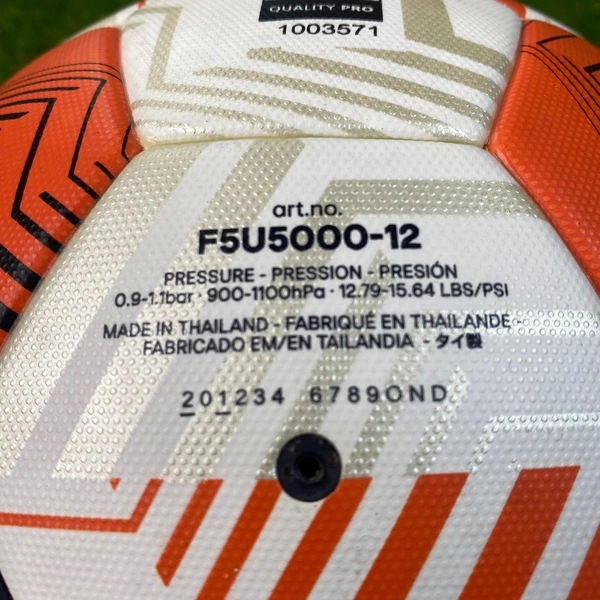 QUALITY PRO
1003571
art.no.
F5U5000-12
PRESSURE - PRESSION - PRESIÓN
0.9-1.1bar · 900-1100hPa · 12.79-15.64 LBS/PSI
MADE IN THAILAND - FABRIQUÉ EN THAILANDE -
FABRICADO EM/EN TAILANDIA - タイ製
201234 6789OND